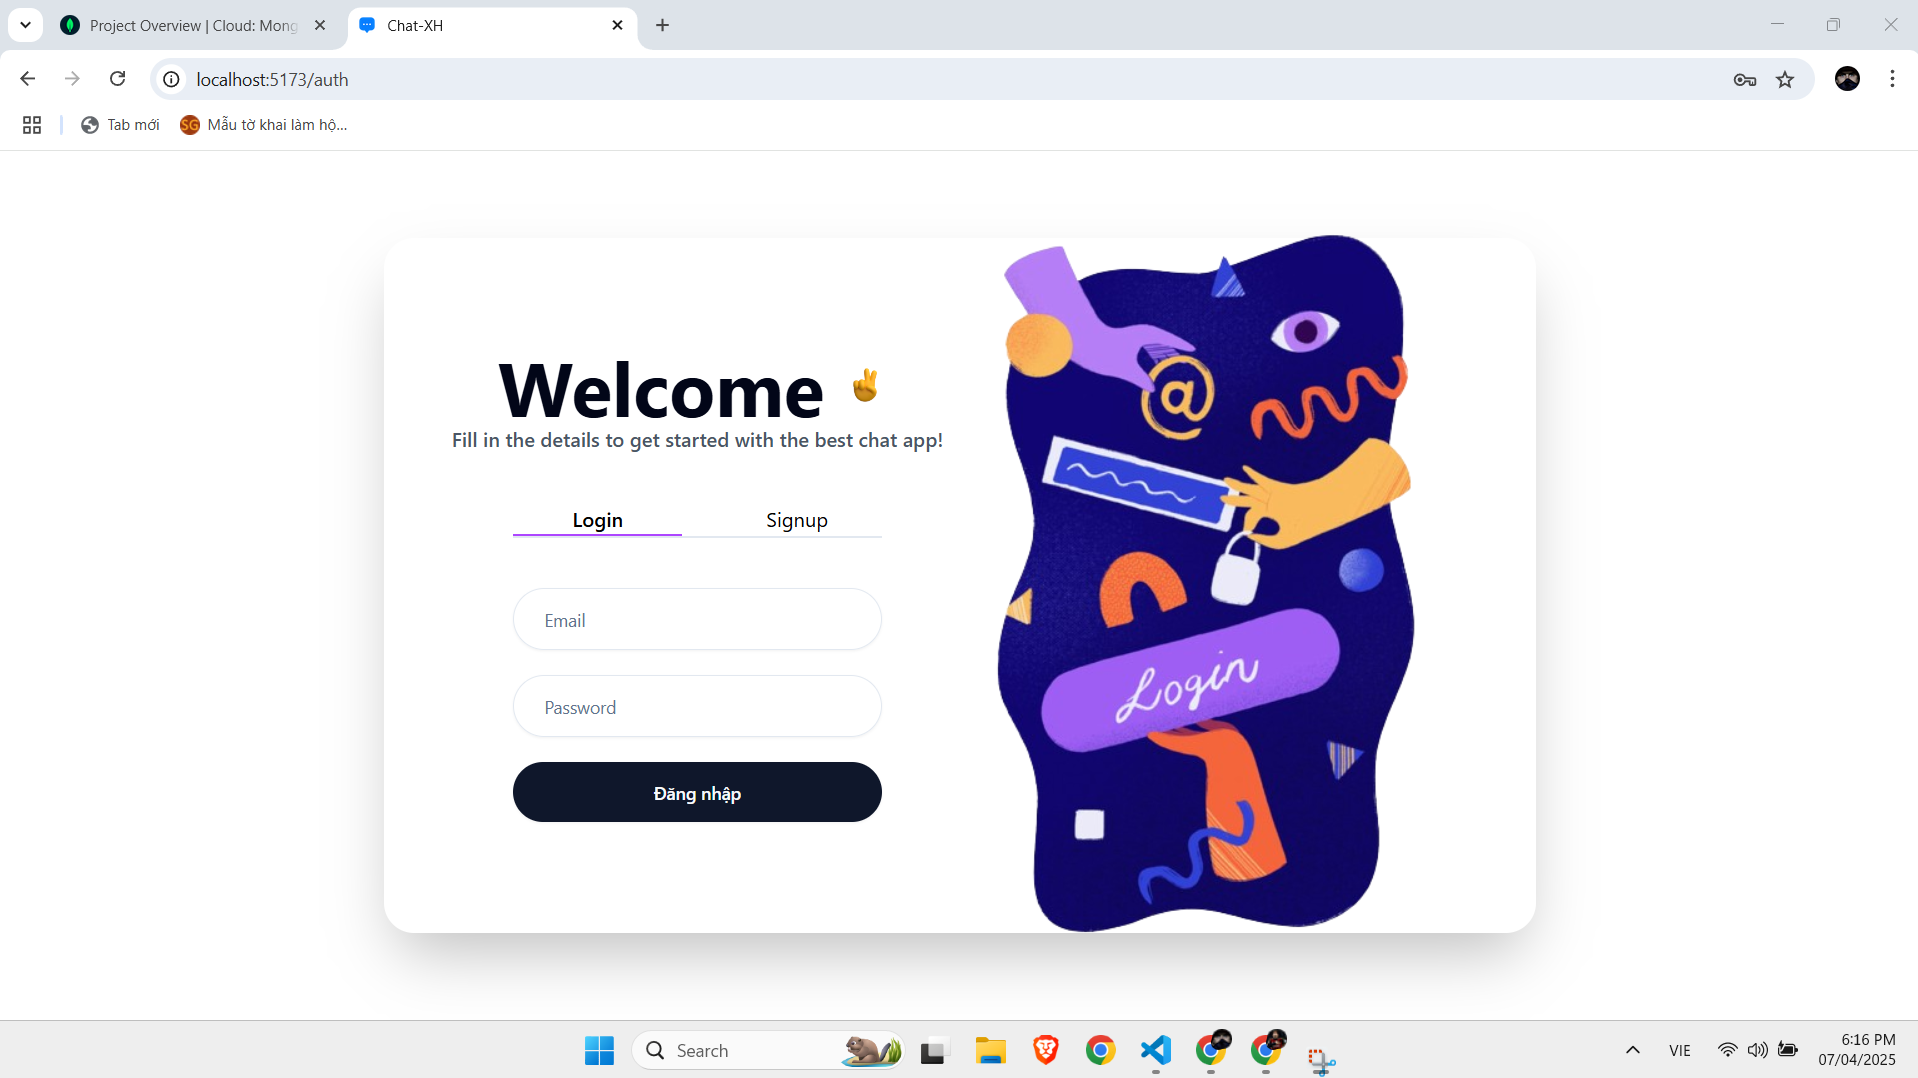 Project Overview | Cloud: Mong
Chat-XH
localhost:5173/auth
Tab mới
SG
Mẫu tờ khai làm hộ...
Welcome ✌
Fill in the details to get started with the best chat app!
Login
Signup
Email
Password
Đăng nhập
@
Login
Search
VIE
6:16 PM
07/04/2025